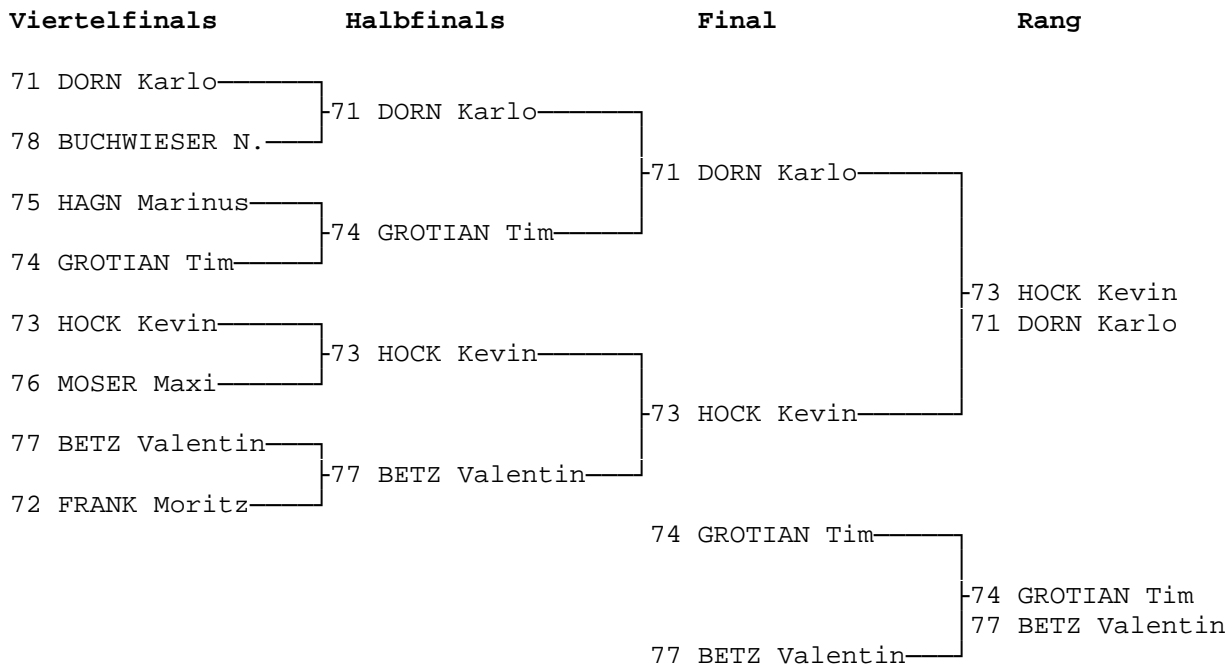 Viertelfinals Halbfinals Final Rang
71 DORN Karlo
71 DORN Karlo
78 BUCHWIESER N.
71 DORN Karlo
75 HAGN Marinus
74 GROTIAN Tim
74 GROTIAN Tim
73 HOCK Kevin
73 HOCK Kevin 71 DORN Karlo
73 HOCK Kevin
76 MOSER Maxi
73 HOCK Kevin
77 BETZ Valentin
77 BETZ Valentin
72 FRANK Moritz
74 GROTIAN Tim
74 GROTIAN Tim
77 BETZ Valentin
77 BETZ Valentin